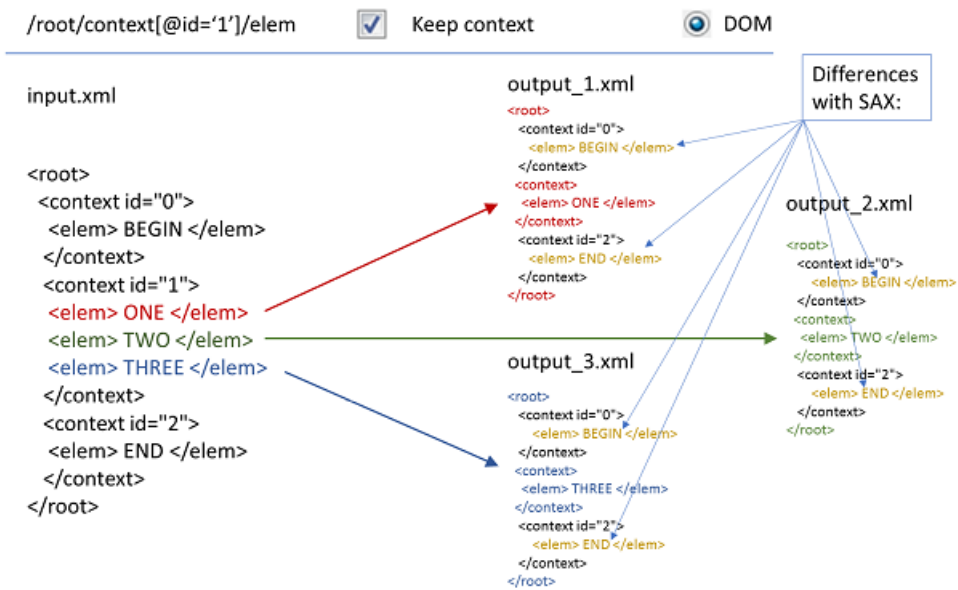 /root/context[@id=‘1’]/elem
Keep context
DOM
Differences
with SAX:
input.xml
<root>
<context id="0">
<elem> BEGIN </elem>
</context>
<context id="1">
<elem> ONE </elem>
<elem> TWO </elem>
<elem> THREE </elem>
</context>
<context id="2">
<elem> END </elem>
</context>
</root>
output_1.xml
<root>
<context id="0">
<elem> BEGIN </elem>
</context>
<context>
<elem> ONE </elem>
</context>
<context id="2">
<elem> END </elem>
</context>
</root>
output_2.xml
<root>
<context id="0">
<elem> BEGIN </elem>
</context>
<context>
<elem> TWO </elem>
</context>
<context id="2">
<elem> END </elem>
</context>
</root>
output_3.xml
<root>
<context id="0">
<elem> BEGIN </elem>
</context>
<context>
<elem> THREE </elem>
</context>
<context id="2">
<elem> END </elem>
</context>
</root>